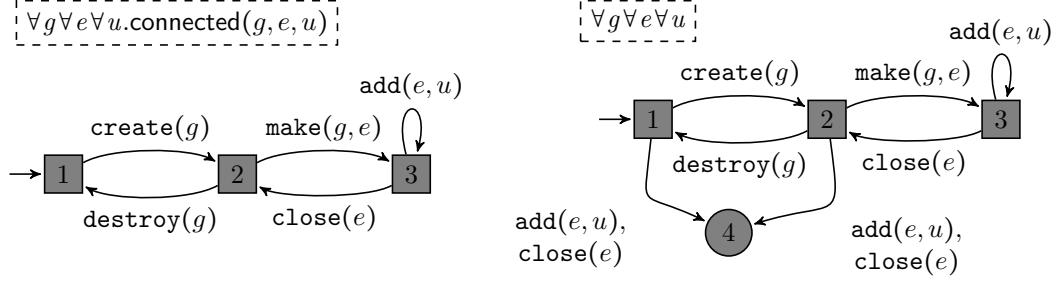 ∀g∀e∀u.connected(g, e, u)
add(e, u)
create(g)
make(g, e)
1
2
3
destroy(g)
close(e)
∀g∀e∀u
add(e, u)
create(g)
make(g, e)
1
2
3
destroy(g)
close(e)
add(e, u),
close(e)
4
add(e, u),
close(e)